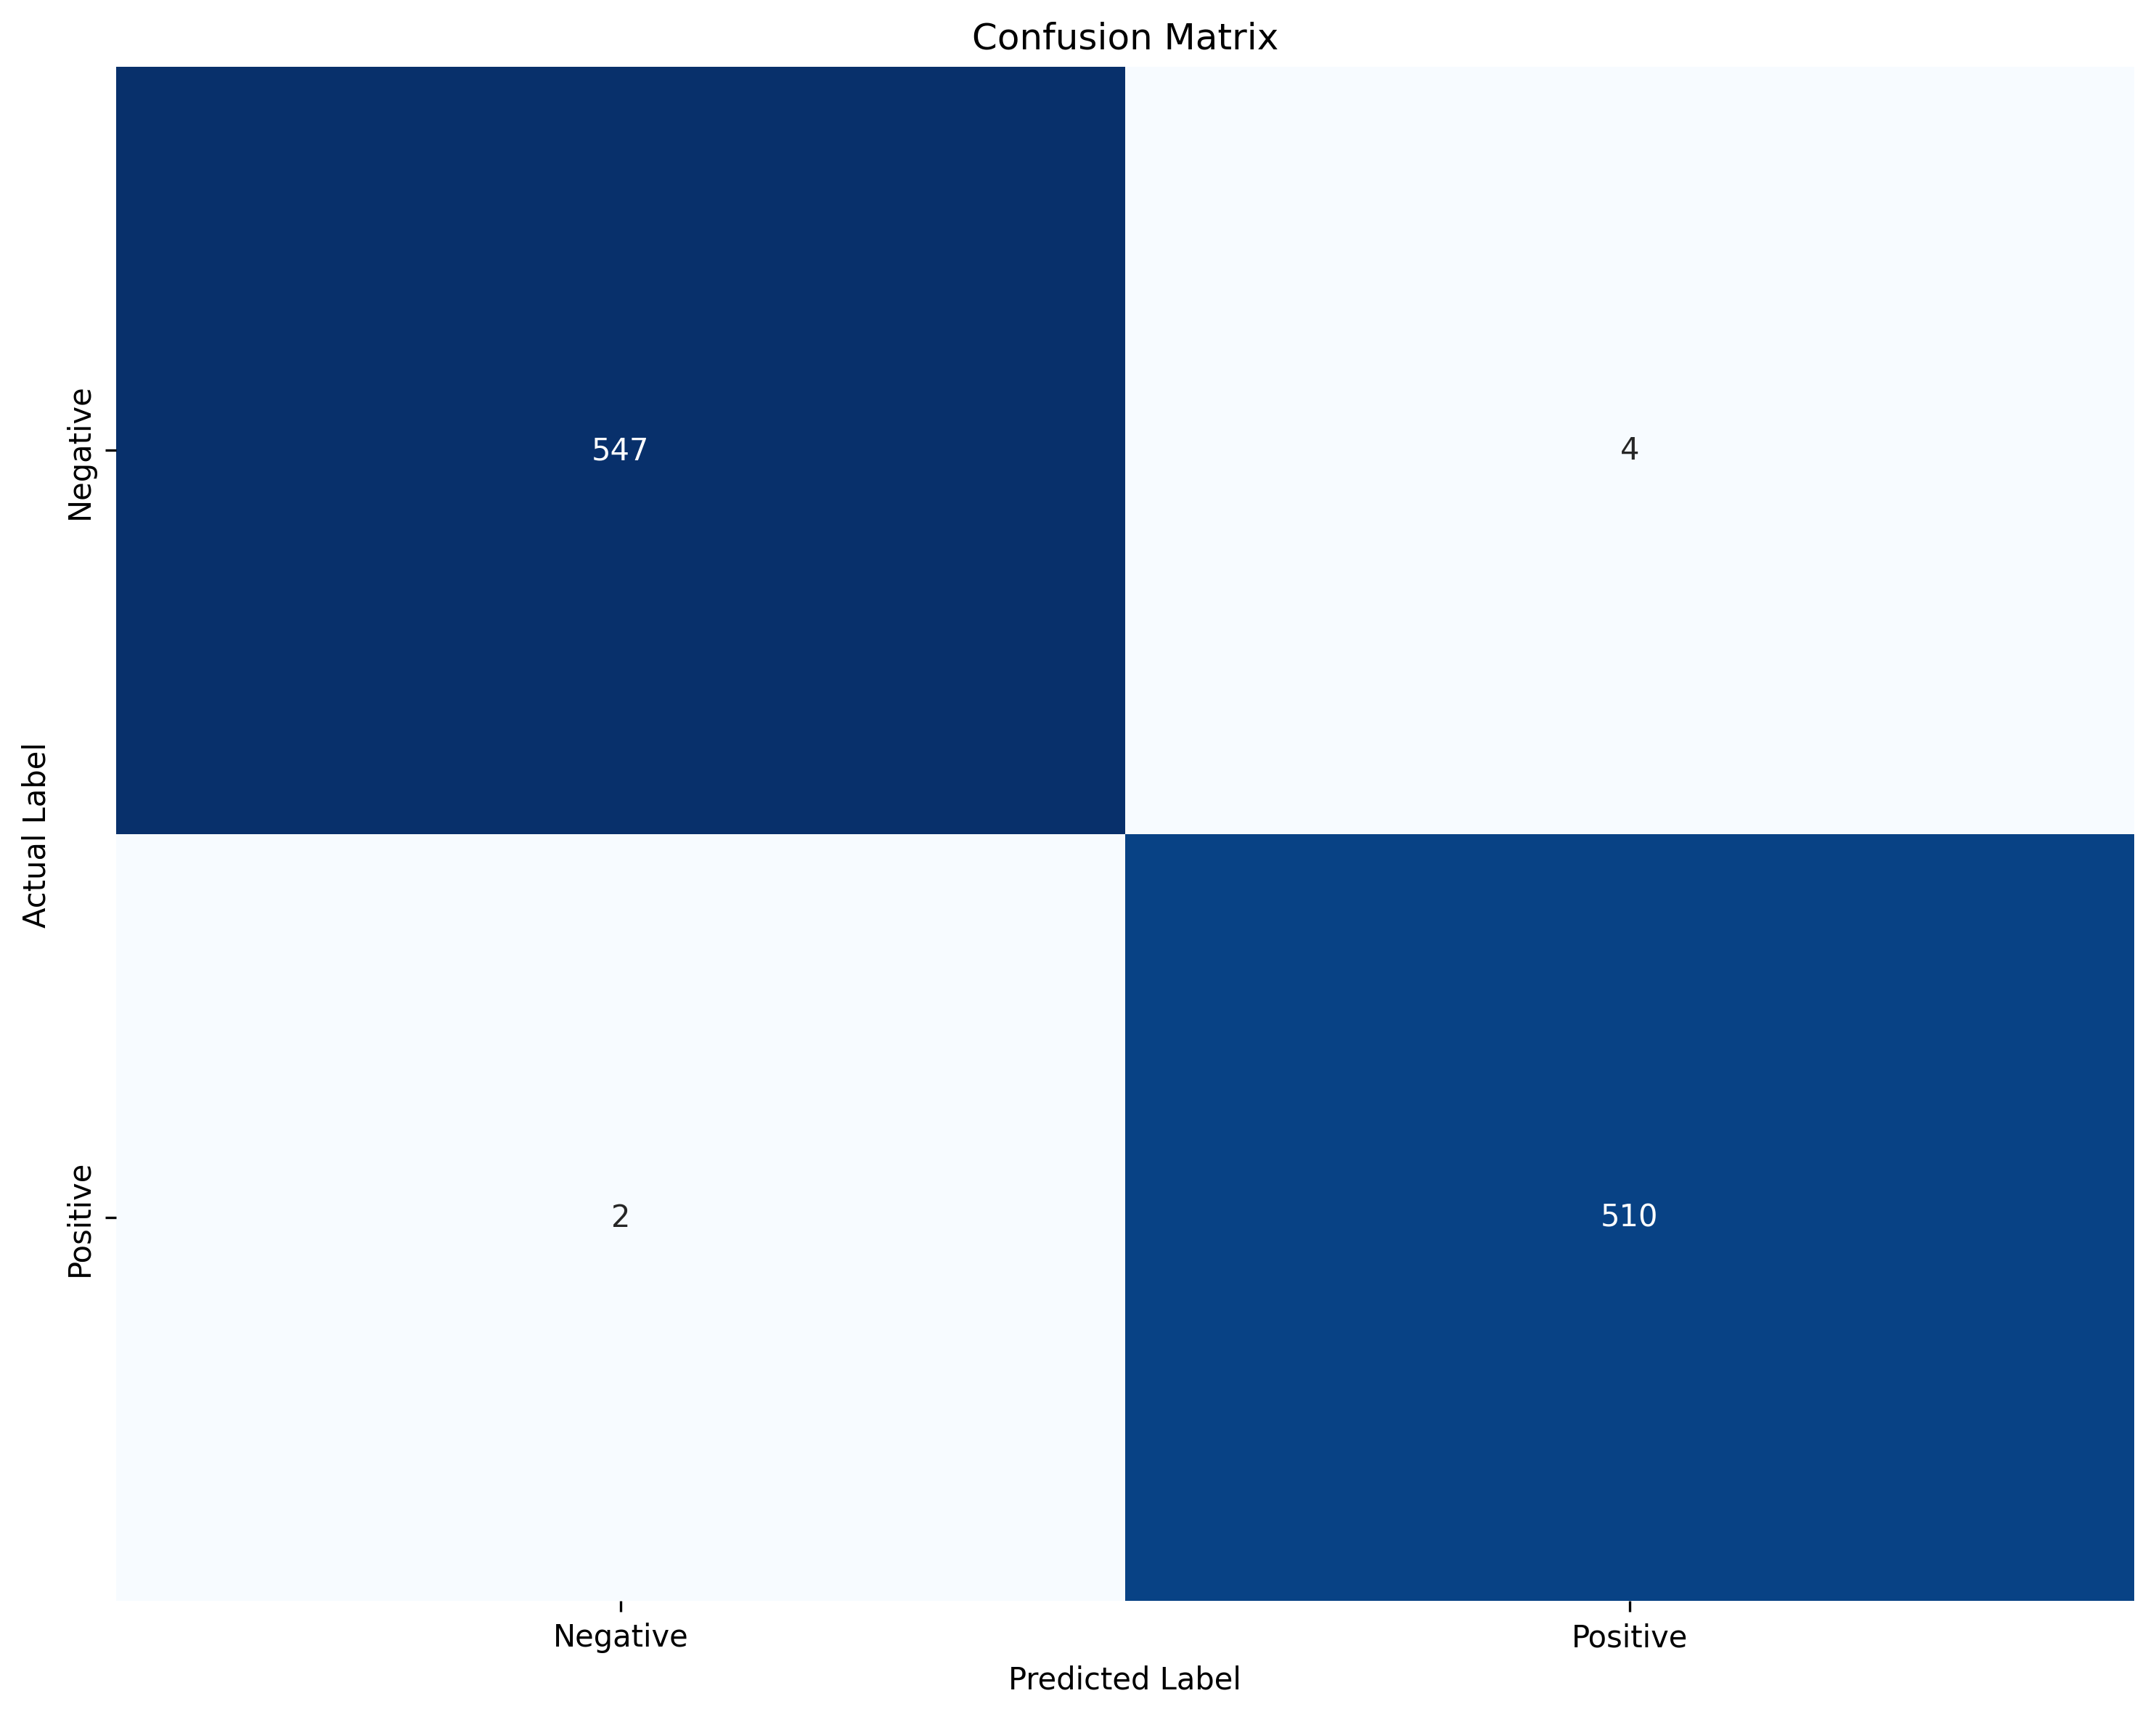 Confusion Matrix
Negative
547
4
Actual Label
Positive
2
510
Negative
Positive
Predicted Label